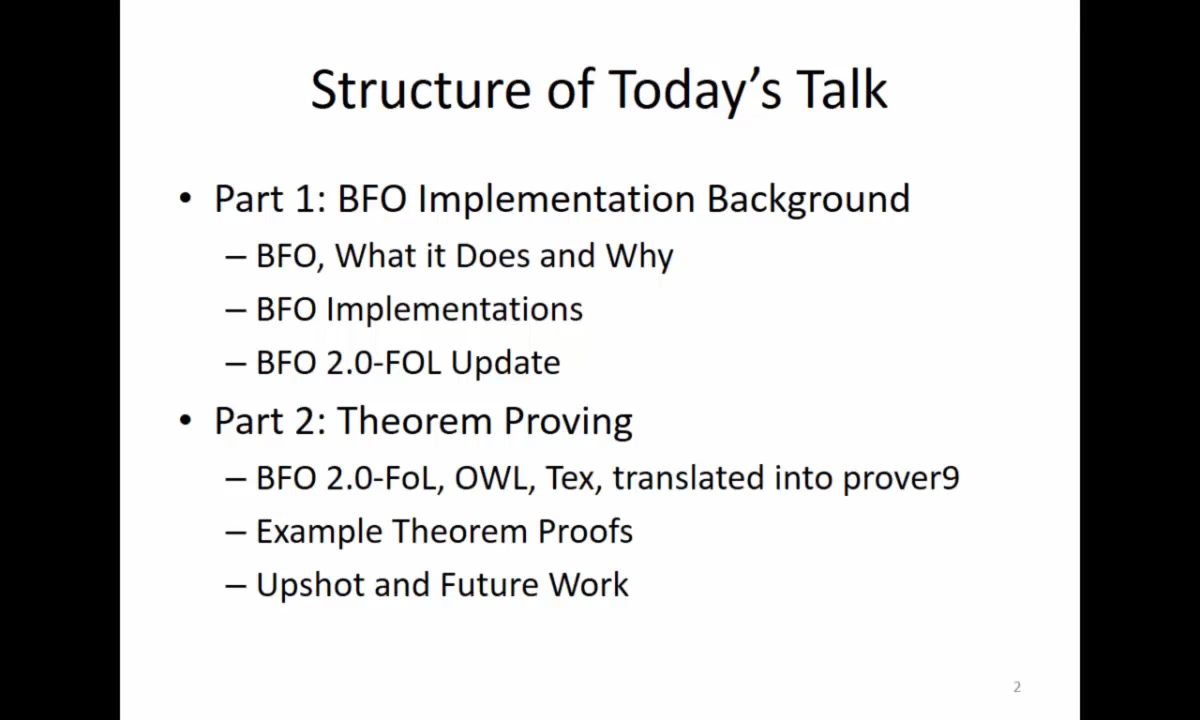 Structure of Today's Talk
• Part 1: BFO Implementation Background
– BFO, What it Does and Why
– BFO Implementations
– BFO 2.0-FOL Update
• Part 2: Theorem Proving
– BFO 2.0-FoL, OWL, Tex, translated into prover9
– Example Theorem Proofs
– Upshot and Future Work
2